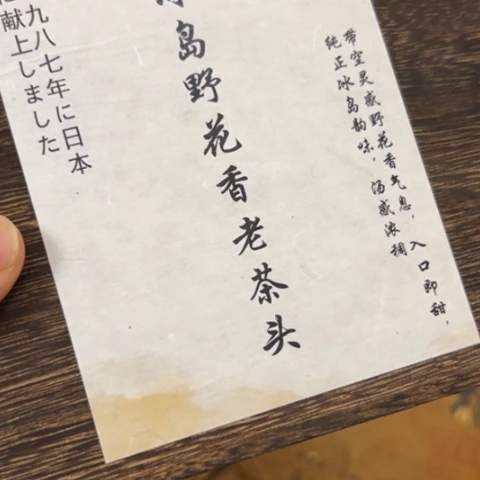 带空灵感野花香气息，入口即甜，
纯正冰岛韵味，汤感浓稠
岛野花香老茶头
九八七年に日本
献上しました